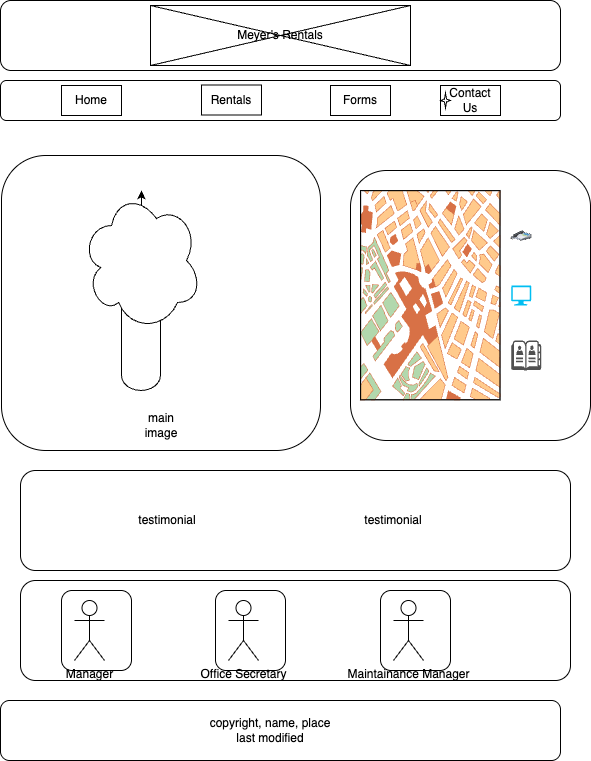 Meyer's Rentals
Home
Rentals
Forms
Contact
Us
main
image
testimonial
testimonial
Manager
Office Secretary
Maintainance Manager
copyright, name, place
last modified